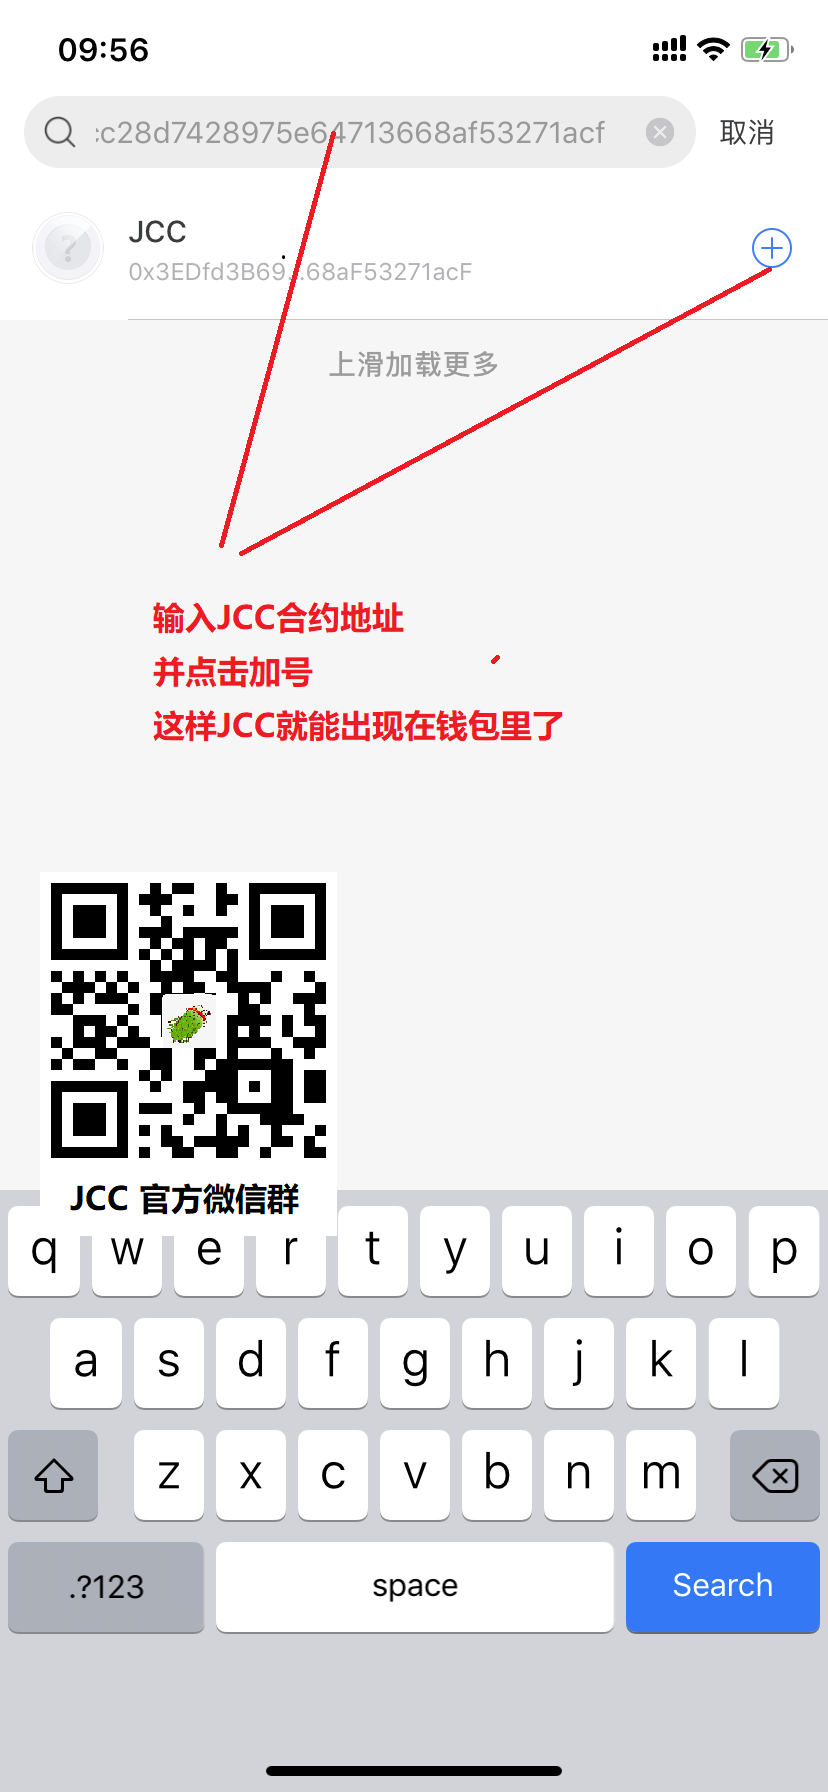 09:56
c28d7428975e64713668af53271acf
取消
JCC
0x3EDfd3B69...68aF53271acF
上滑加载更多
输入JCC合约地址
并点击加号
这样JCC就能出现在钱包里了
JCC 官方微信群
q w e r t y u i o p
a s d f g h j k l
z x c v b n m
.?123
space
Search